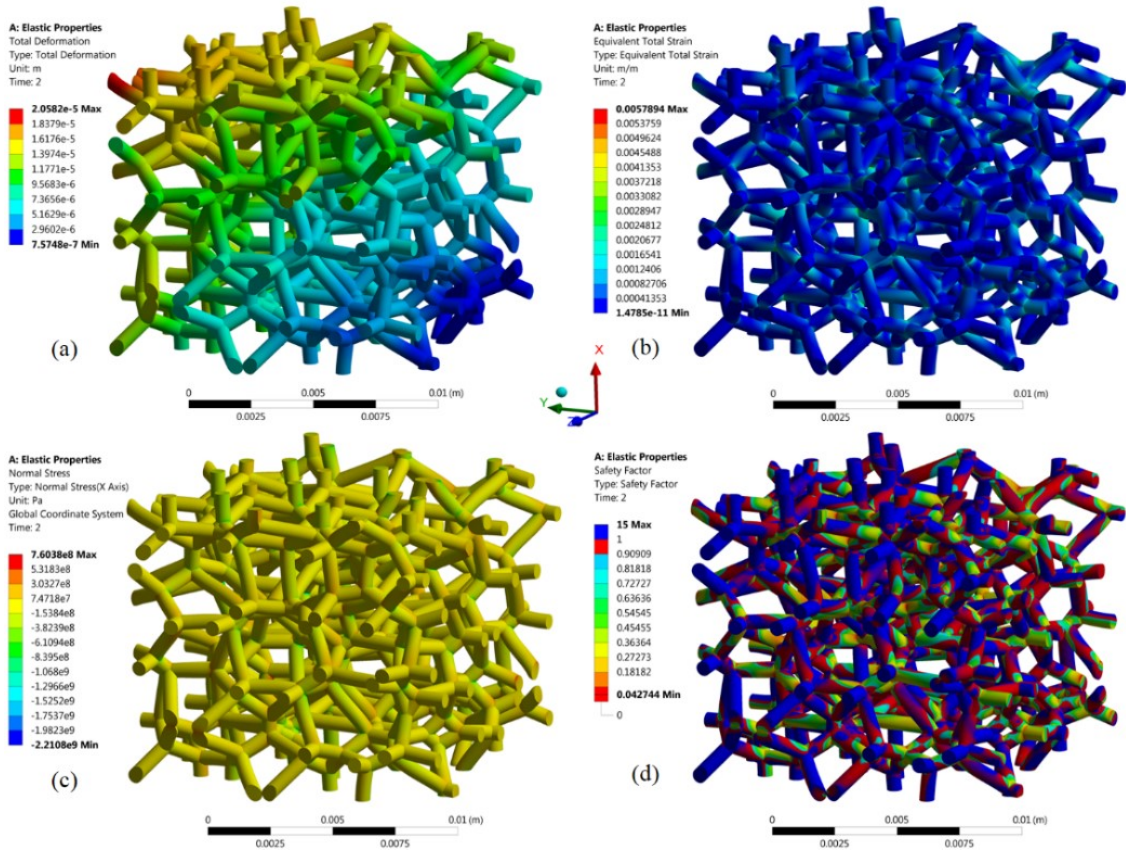 A: Elastic Properties
Total Deformation
Type: Total Deformation
Unit: m
Time: 2
2.0582e-5 Max
1.8379e-5
1.6176e-5
1.3974e-5
1.1771e-5
9.5683e-6
7.3656e-6
5.1629e-6
2.9602e-6
7.5748e-7 Min
(a)
0 0.005 0.01 (m)
0.0025 0.0075
A: Elastic Properties
Equivalent Total Strain
Type: Equivalent Total Strain
Unit: m/m
Time: 2
0.0057894 Max
0.0053759
0.0049624
0.0045488
0.0041353
0.0037218
0.0033082
0.0028947
0.0024812
0.0020677
0.0016541
0.0012406
0.00082706
0.00041353
1.4785e-11 Min
(b)
0 0.005 0.01 (m)
0.0025 0.0075
X
Y
Z
A: Elastic Properties
Normal Stress
Type: Normal Stress(X Axis)
Unit: Pa
Global Coordinate System
Time: 2
7.6038e8 Max
5.3183e8
3.0327e8
7.4718e7
-1.5384e8
-3.8239e8
-6.1094e8
-8.395e8
-1.068e9
-1.2966e9
-1.5252e9
-1.7537e9
-1.9823e9
-2.2108e9 Min
(c)
0 0.005 0.01 (m)
0.0025 0.0075
A: Elastic Properties
Safety Factor
Type: Safety Factor
Time: 2
15 Max
1
0.90909
0.81818
0.72727
0.63636
0.54545
0.45455
0.36364
0.27273
0.18182
0.042744 Min
0
(d)
0 0.005 0.01 (m)
0.0025 0.0075